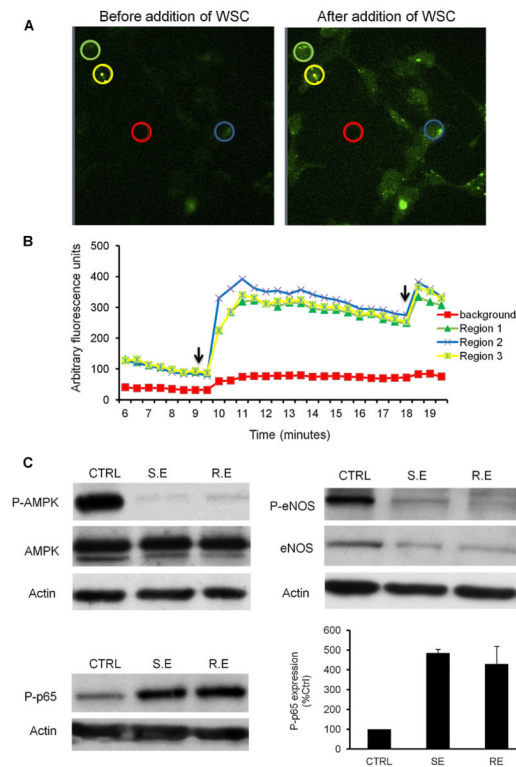 Before addition of WSC After addition of WSC
A
B
Arbitrary fluorescence units
500
400
300
200
100
0
6 7 8 9 10 11 12 13 14 15 16 17 18 19
Time (minutes)
background
Region 1
Region 2
Region 3
C
CTRL S.E R.E
P-AMPK
AMPK
Actin
CTRL S.E R.E
P-eNOS
eNOS
Actin
CTRL S.E R.E
P-p65
Actin
P-p65 expression
(%Ctrl)
600
500
400
300
200
100
0
CTRL SE RE